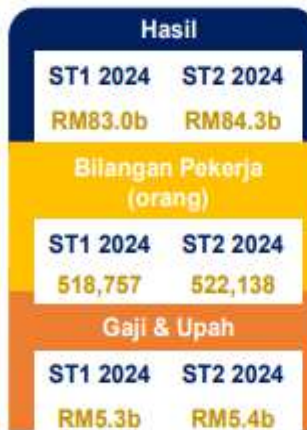 Hasil
ST1 2024 ST2 2024
RM83.0b RM84.3b
Bilangan Pekerja
(orang)
ST1 2024 ST2 2024
518,757 522,138
Gaji & Upah
ST1 2024 ST2 2024
RM5.3b RM5.4b